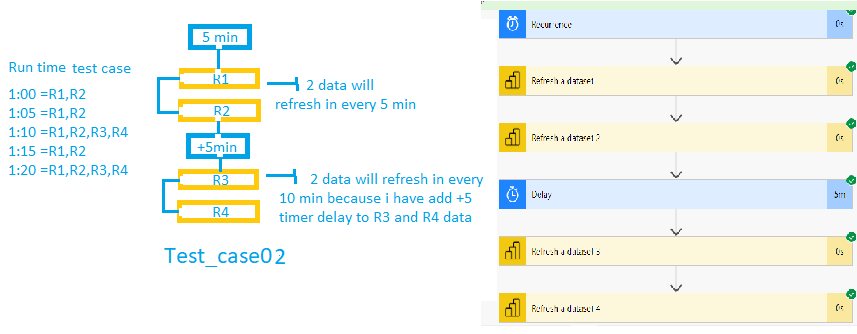 5 min
Run time test case
1:00 =R1,R2
1:05 =R1,R2
1:10 =R1,R2,R3,R4
1:15 =R1,R2
1:20 =R1,R2,R3,R4
R1
R2
+5min
R3
R4
2 data will
refresh in every 5 min
2 data will refresh in every
10 min because i have add +5
timer delay to R3 and R4 data
Test_case02
Recurrence
0s
Refresh a dataset
0s
Refresh a dataset 2
0s
Delay
5m
Refresh a dataset 3
0s
Refresh a dataset 4
0s